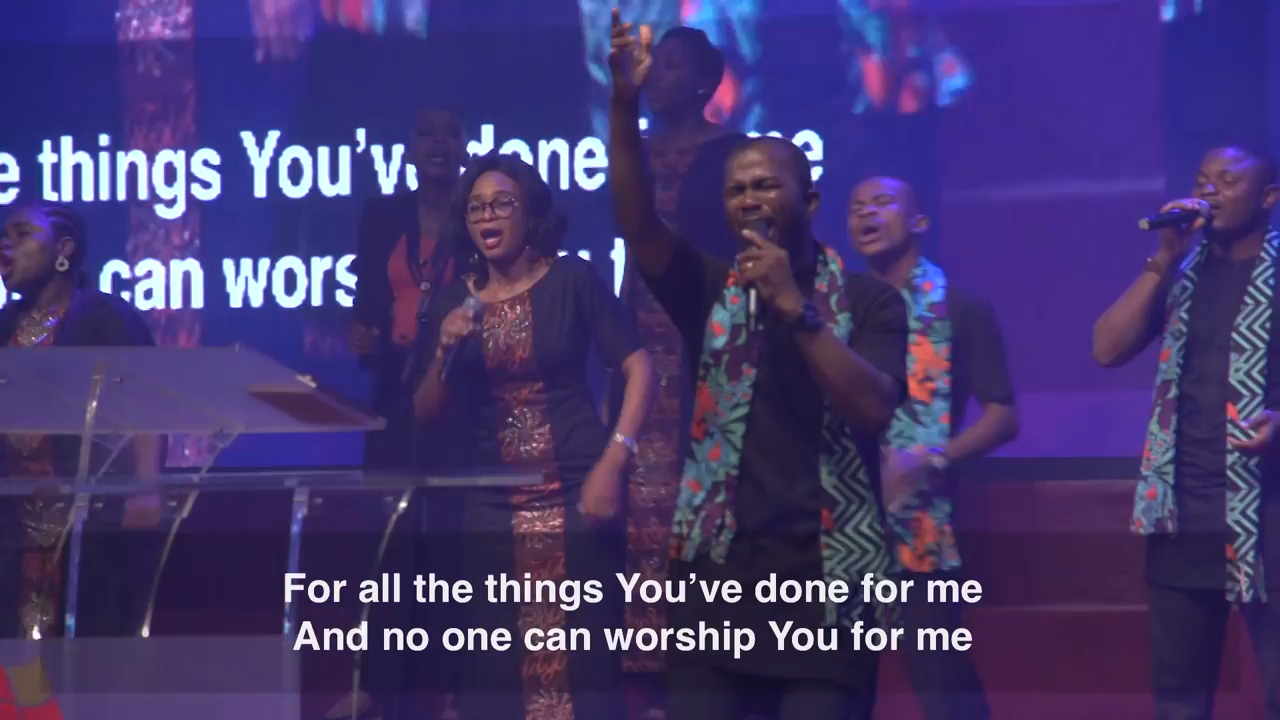 e things You've done me
can wors
For all the things You've done for me
And no one can worship You for me